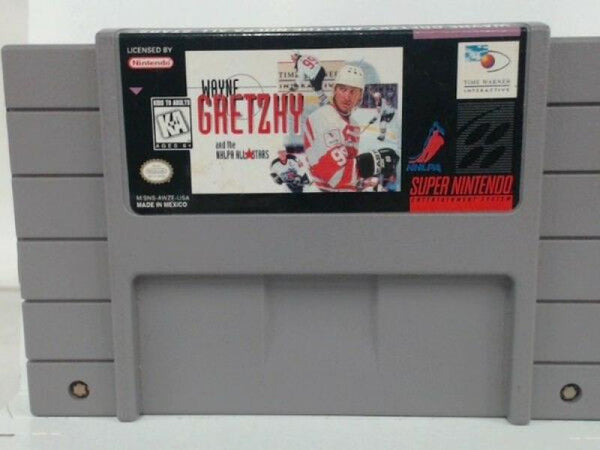 LICENSED BY
Nintendo
KIDS TO ADULTS
K-A
AGES 6+
M/SNS-AWZE-USA
MADE IN MEXICO
WAYNE
GRETZKY
and the
NHLPA ALL★STARS
99
TIME WARNER
INTERACTIVE
NHLPA
SUPER NINTENDO
ENTERTAINMENT SYSTEM